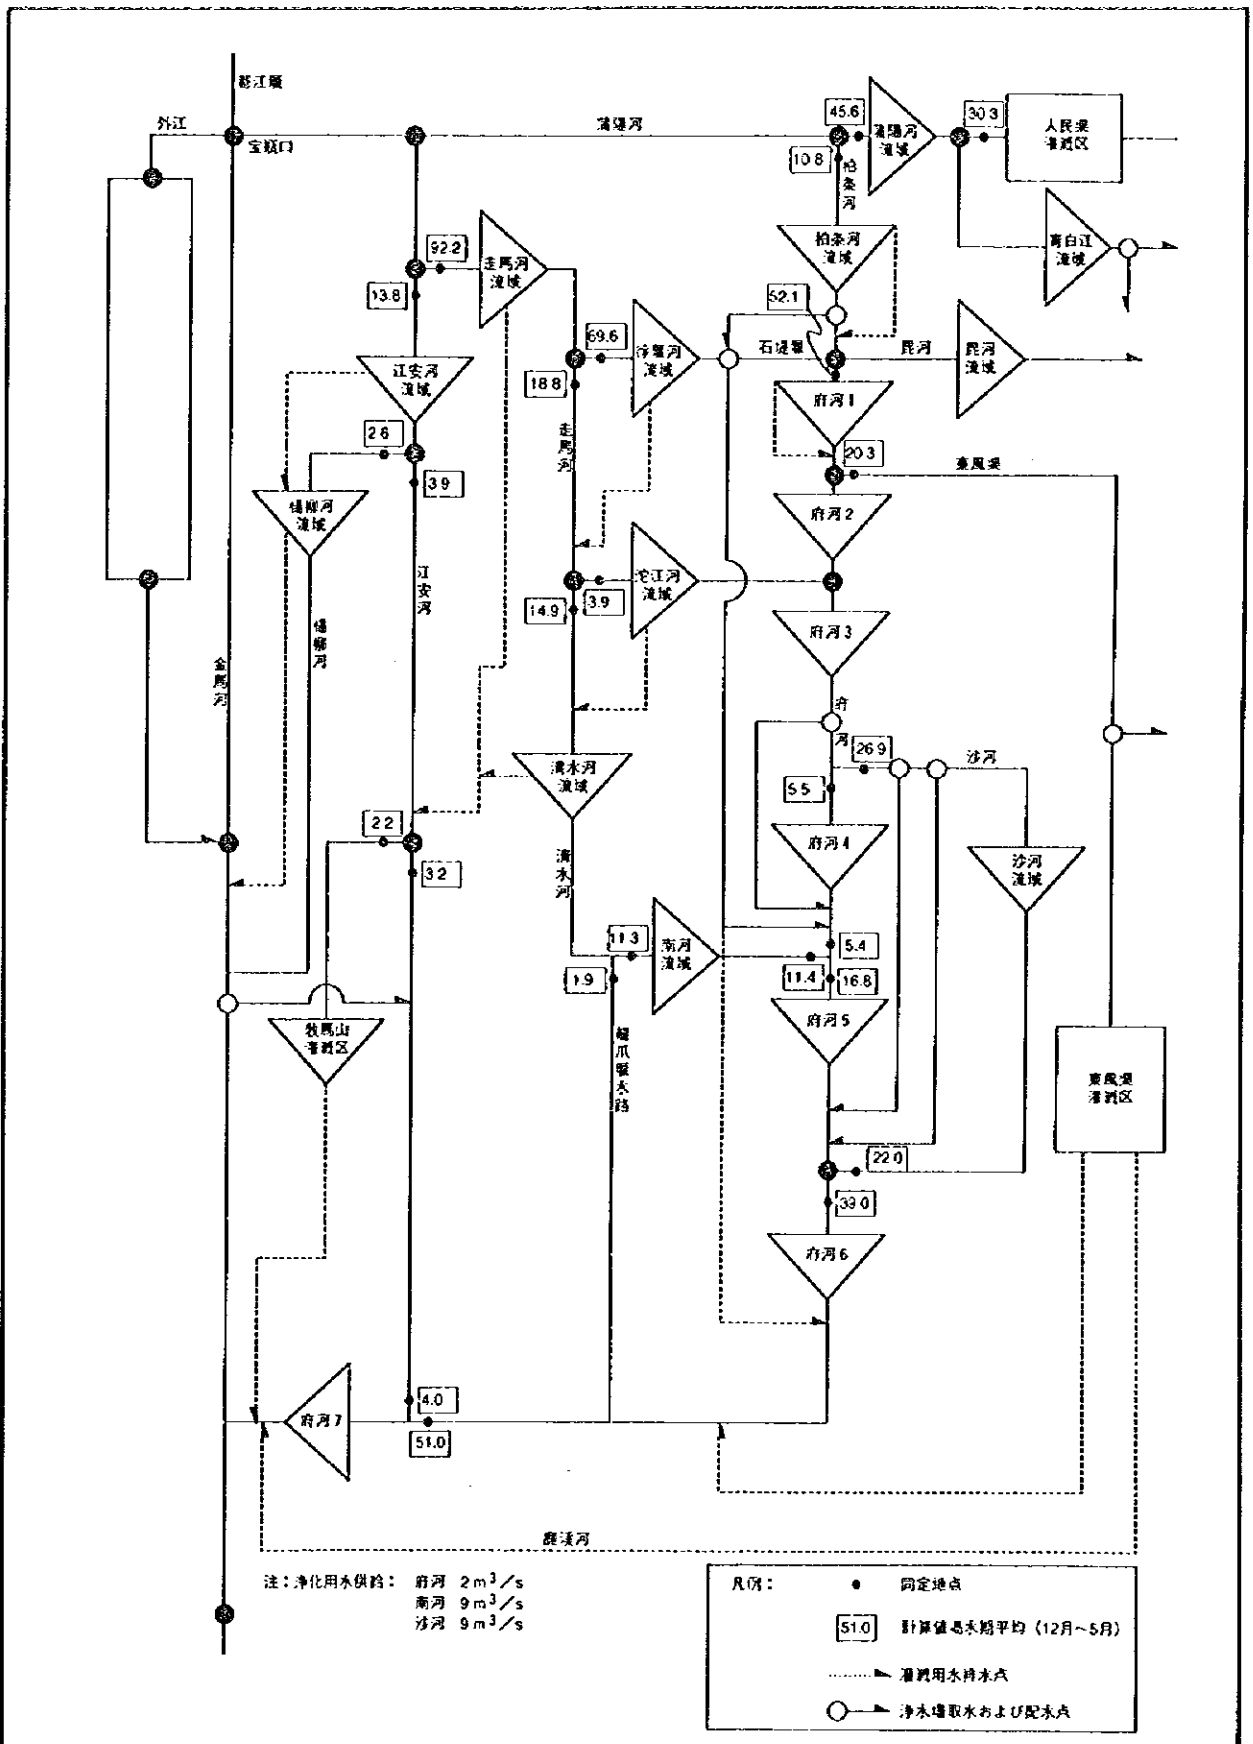 都江堰
外江
宝瓶口
蒲陽河
45.6
蒲陽河
流域
30.3
人民渠
灌漑区
10.8
柏条河
青白江
流域
柏条河
流域
92.2
走馬河
流域
13.8
52.1
69.6
沙堰河
流域
石堤堰
毘河
毘河
流域
江安河
流域
18.8
府河1
走馬河
2.6
20.3
東風渠
3.9
楊柳河
流域
府河2
江安河
沱江河
流域
3.9
14.9
楊柳河
府河3
金馬河
府河
26.9
沙河
清水河
流域
5.5
2.2
府河4
沙河
流域
3.2
清水河
11.3
南河
流域
5.4
1.9
11.4
16.8
牧馬山
灌漑区
府河5
東風渠
灌漑区
22.0
39.0
府河6
4.0
府河7
51.0
鹿渓河
注:浄化用水供給: 府河 2m³/s
南河 9m³/s
沙河 9m³/s
凡例:
同定地点
51.0 計算値渇水期平均(12月~5月)
灌漑用水排水点
浄水場取水および配水点